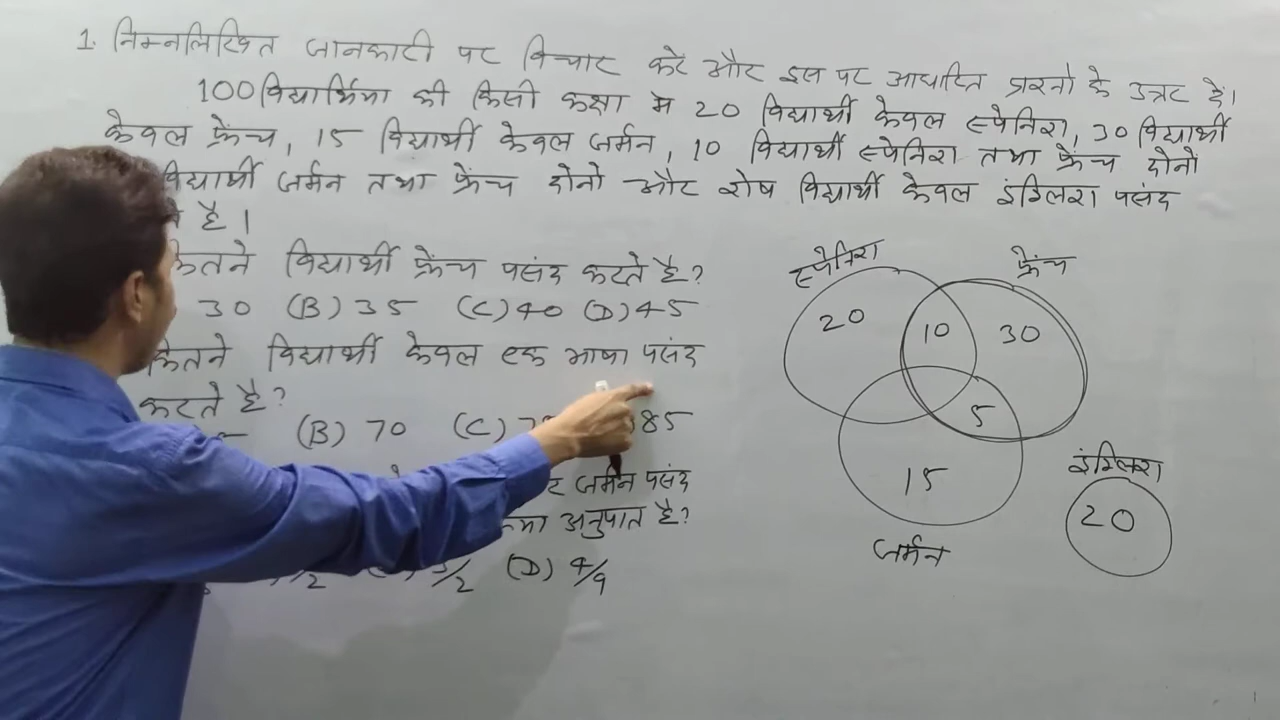 1. निम्नलिखित जानकारी पर विचार करें और इस पर आधारित प्रश्नों के उत्तर दें।
100 विद्यार्थियों की किसी कक्षा में 20 विद्यार्थी केवल स्पेनिश, 30 विद्यार्थी
केवल फ्रेंच, 15 विद्यार्थी केवल जर्मन, 10 विद्यार्थी स्पेनिश तथा फ्रेंच दोनो
विद्यार्थी जर्मन तथा फ्रेंच दोनो और शेष विद्यार्थी केवल इंग्लिश पसंद
है।
कितने विद्यार्थी फ्रेंच पसंद करते है?
30 (B) 35 (C) 40 (D) 45
कितने विद्यार्थी केवल एक भाषा पसंद
करते है?
(B) 70 (C) 85
जर्मन पसंद
अनुपात है?
/2 /2 (D) 4/9
स्पेनिश
फ्रेंच
20 10 30
5
15
जर्मन
इंग्लिश
20